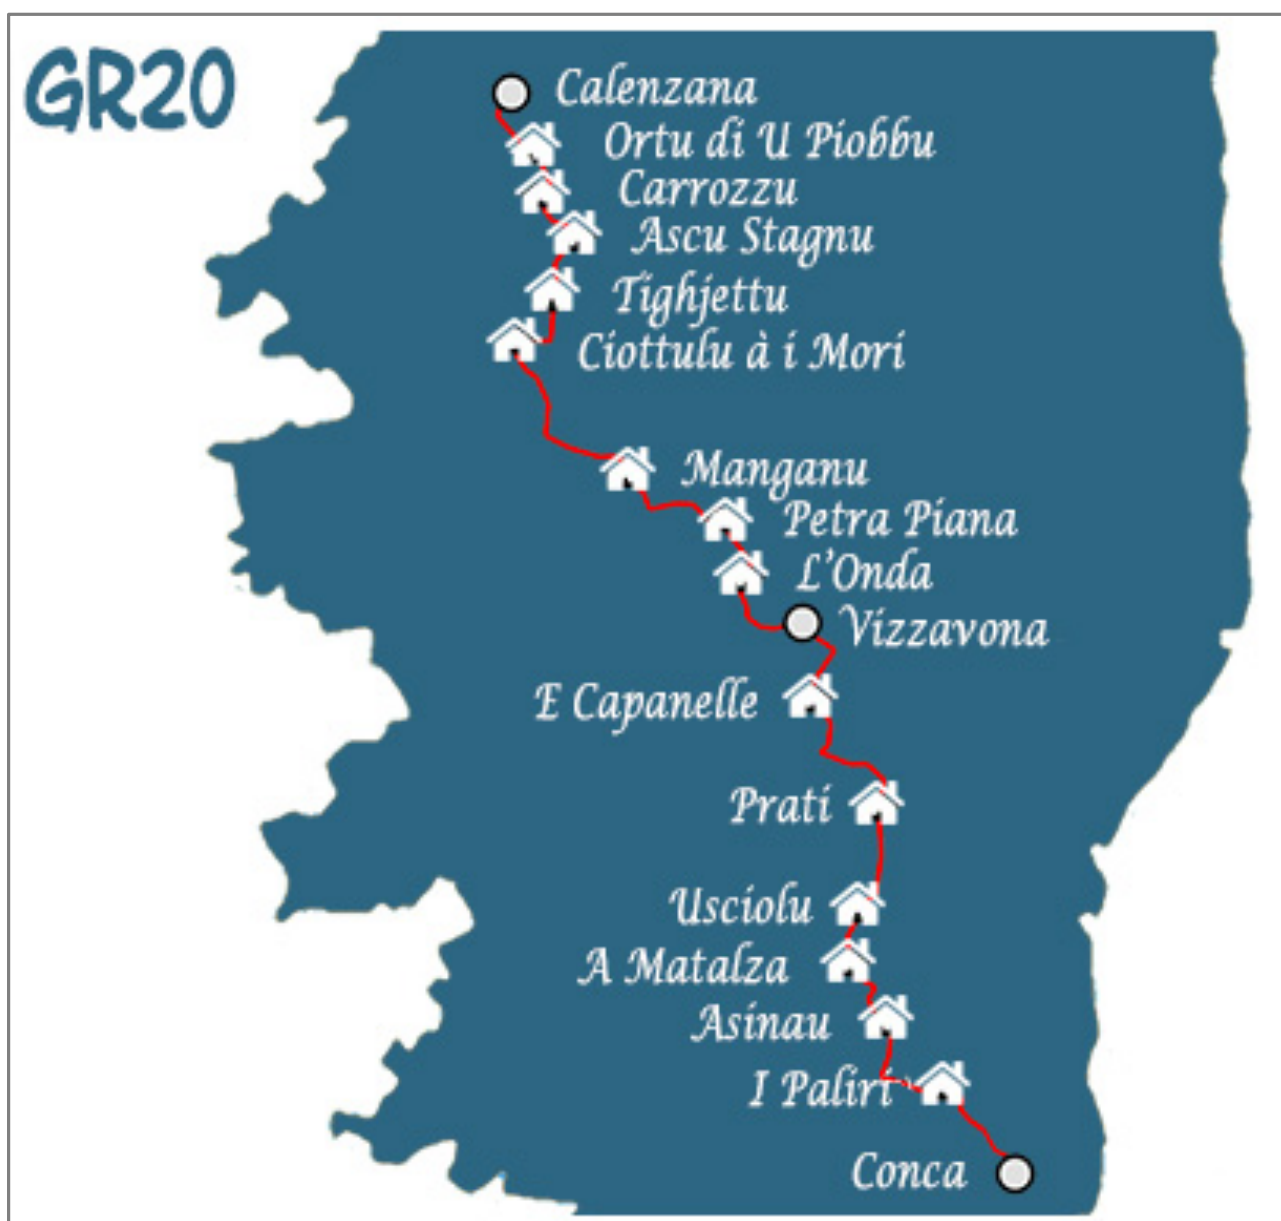 GR20
Calenzana
Ortu di U Piobbu
Carrozzu
Ascu Stagnu
Tighjettu
Ciottulu à i Mori
Manganu
Petra Piana
L'Onda
Vizzavona
E Capanelle
Prati
Usciolu
A Matalza
Asinau
I Paliri
Conca